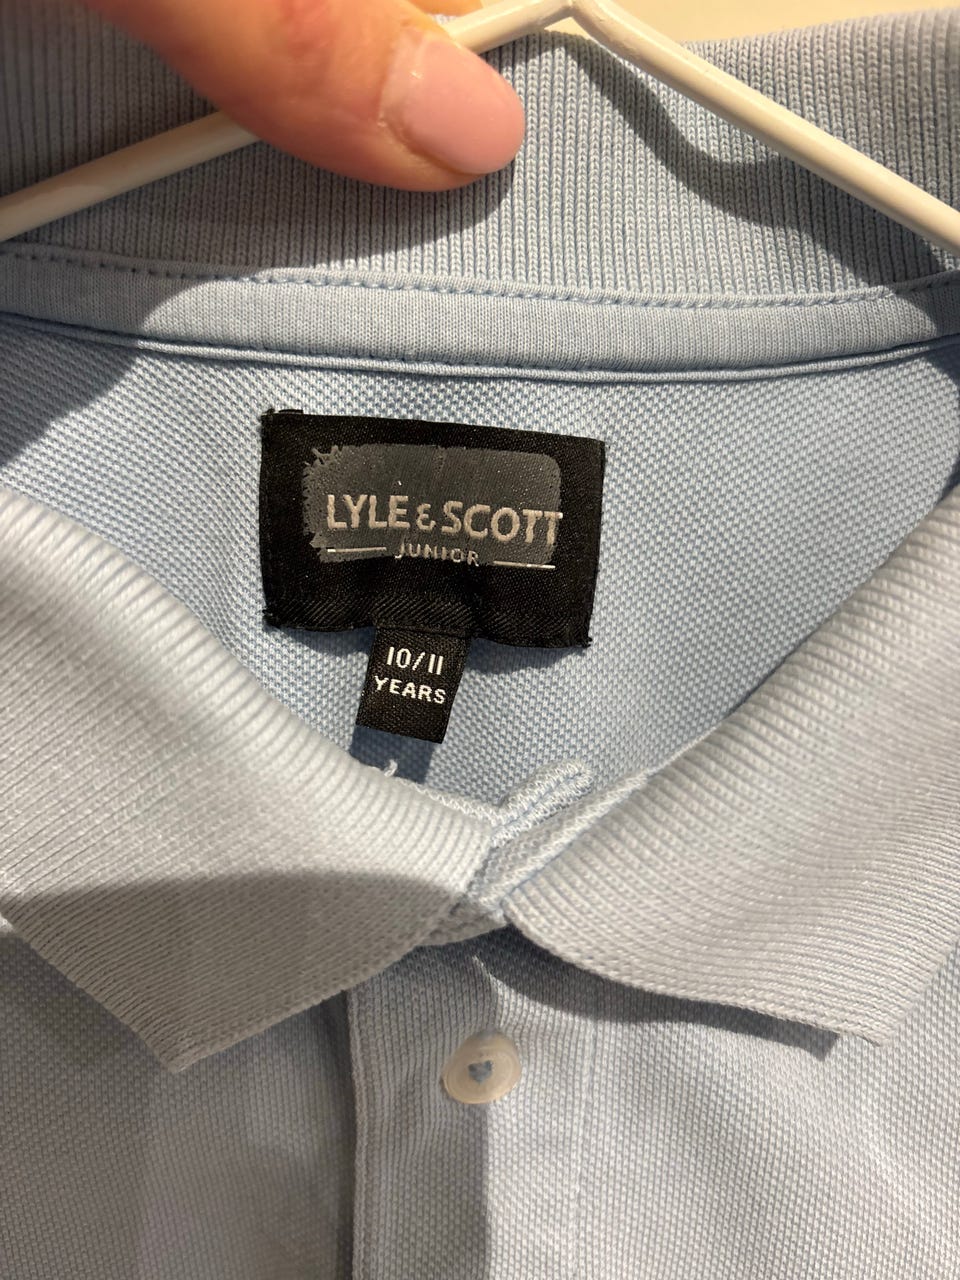 LYLE & SCOTT
JUNIOR
10/11
YEARS